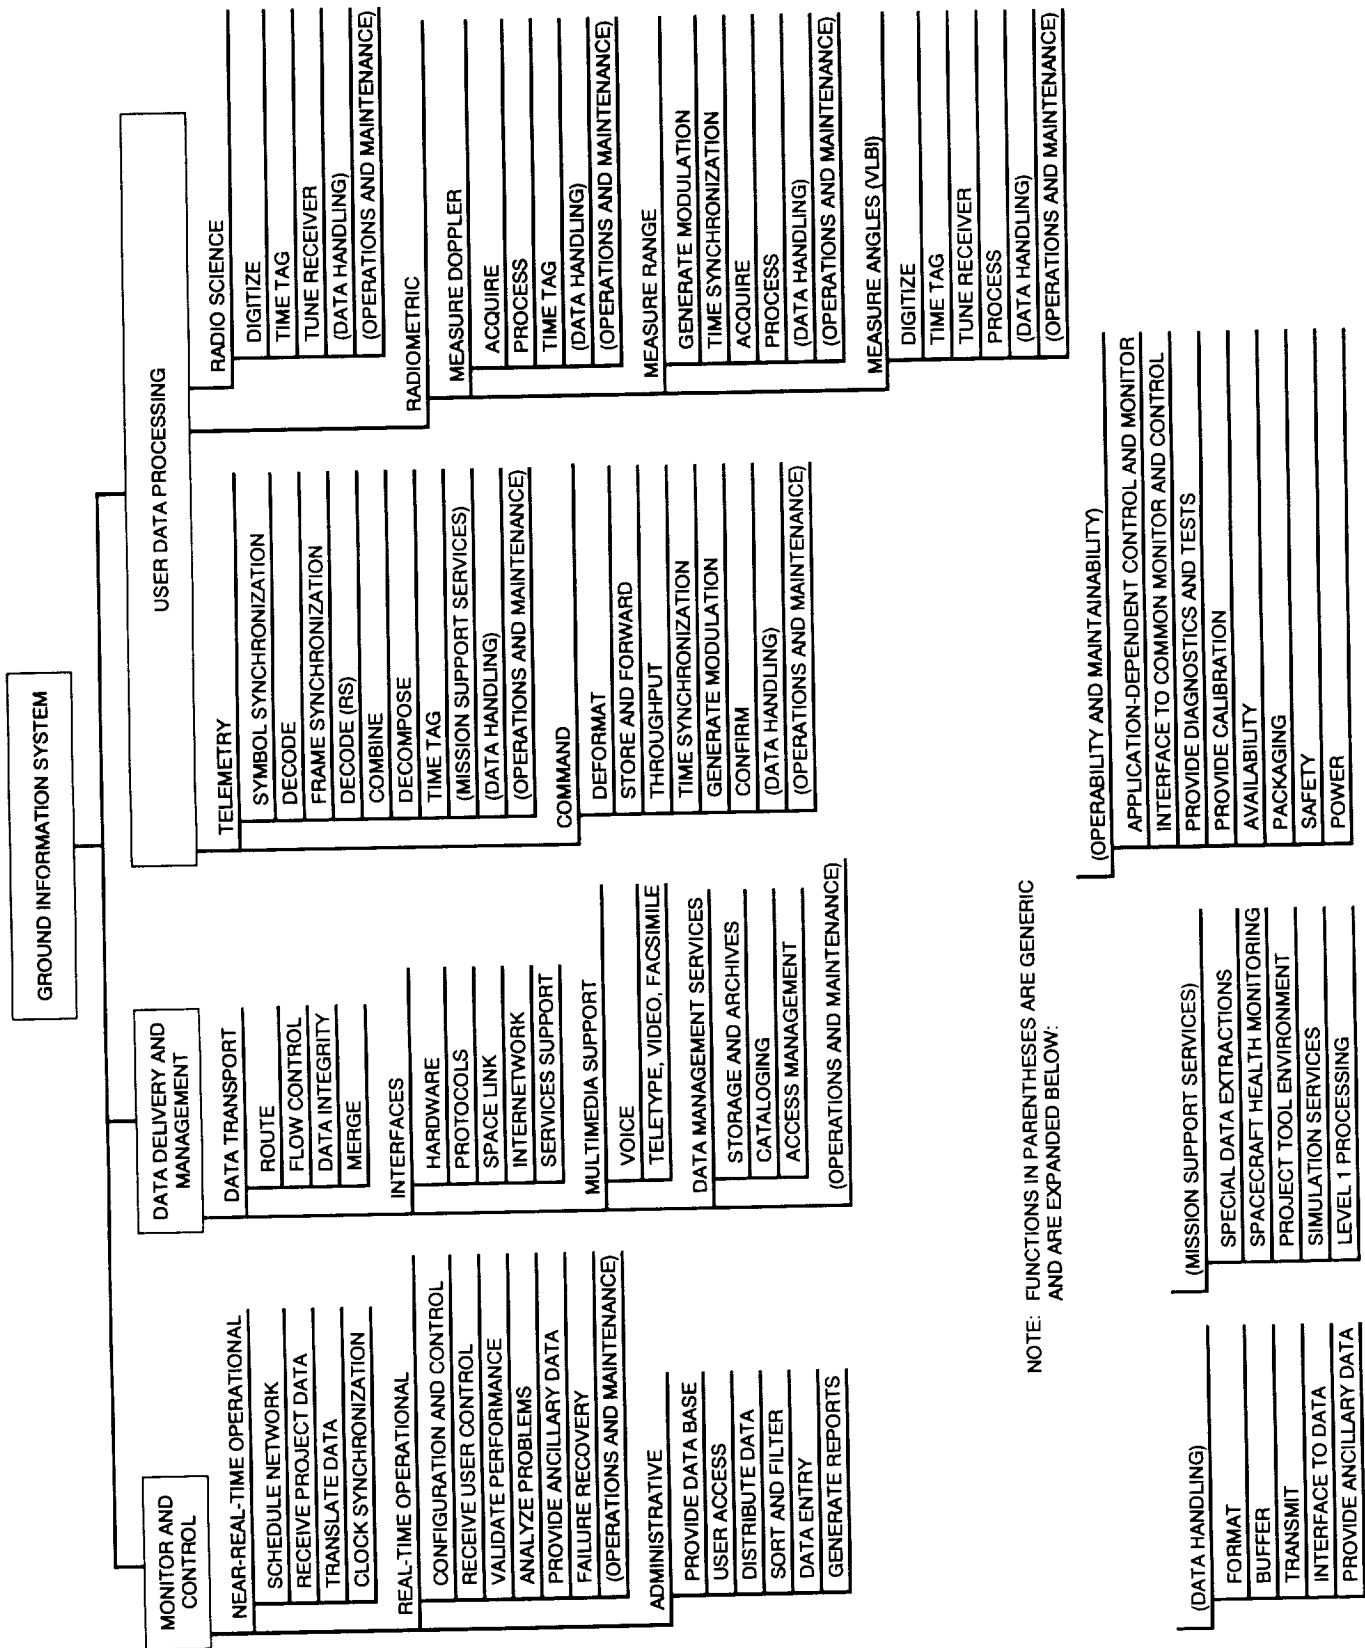 GROUND INFORMATION SYSTEM
MONITOR AND
CONTROL
NEAR-REAL-TIME OPERATIONAL
SCHEDULE NETWORK
RECEIVE PROJECT DATA
TRANSLATE DATA
CLOCK SYNCHRONIZATION
REAL-TIME OPERATIONAL
CONFIGURATION AND CONTROL
RECEIVE USER CONTROL
VALIDATE PERFORMANCE
ANALYZE PROBLEMS
PROVIDE ANCILLARY DATA
FAILURE RECOVERY
(OPERATIONS AND MAINTENANCE)
ADMINISTRATIVE
PROVIDE DATA BASE
USER ACCESS
DISTRIBUTE DATA
SORT AND FILTER
DATA ENTRY
GENERATE REPORTS
DATA DELIVERY AND
MANAGEMENT
DATA TRANSPORT
ROUTE
FLOW CONTROL
DATA INTEGRITY
MERGE
INTERFACES
HARDWARE
PROTOCOLS
SPACE LINK
INTERNETWORK
SERVICES SUPPORT
MULTIMEDIA SUPPORT
VOICE
TELETYPE, VIDEO, FACSIMILE
DATA MANAGEMENT SERVICES
STORAGE AND ARCHIVES
CATALOGING
ACCESS MANAGEMENT
(OPERATIONS AND MAINTENANCE)
USER DATA PROCESSING
TELEMETRY
SYMBOL SYNCHRONIZATION
DECODE
FRAME SYNCHRONIZATION
DECODE (RS)
COMBINE
DECOMPOSE
TIME TAG
(MISSION SUPPORT SERVICES)
(DATA HANDLING)
(OPERATIONS AND MAINTENANCE)
COMMAND
DEFORMAT
STORE AND FORWARD
THROUGHPUT
TIME SYNCHRONIZATION
GENERATE MODULATION
CONFIRM
(DATA HANDLING)
(OPERATIONS AND MAINTENANCE)
RADIO SCIENCE
DIGITIZE
TIME TAG
TUNE RECEIVER
(DATA HANDLING)
(OPERATIONS AND MAINTENANCE)
RADIOMETRIC
MEASURE DOPPLER
ACQUIRE
PROCESS
TIME TAG
(DATA HANDLING)
(OPERATIONS AND MAINTENANCE)
MEASURE RANGE
GENERATE MODULATION
TIME SYNCHRONIZATION
ACQUIRE
PROCESS
(DATA HANDLING)
(OPERATIONS AND MAINTENANCE)
MEASURE ANGLES (VLBI)
DIGITIZE
TIME TAG
TUNE RECEIVER
PROCESS
(DATA HANDLING)
(OPERATIONS AND MAINTENANCE)
NOTE: FUNCTIONS IN PARENTHESES ARE GENERIC
AND ARE EXPANDED BELOW:
(DATA HANDLING)
FORMAT
BUFFER
TRANSMIT
INTERFACE TO DATA
PROVIDE ANCILLARY DATA
(MISSION SUPPORT SERVICES)
SPECIAL DATA EXTRACTIONS
SPACECRAFT HEALTH MONITORING
PROJECT TOOL ENVIRONMENT
SIMULATION SERVICES
LEVEL 1 PROCESSING
(OPERABILITY AND MAINTAINABILITY)
APPLICATION-DEPENDENT CONTROL AND MONITOR
INTERFACE TO COMMON MONITOR AND CONTROL
PROVIDE DIAGNOSTICS AND TESTS
PROVIDE CALIBRATION
AVAILABILITY
PACKAGING
SAFETY
POWER